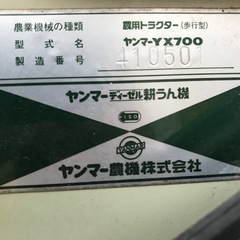 農業機械の種類 農用トラクター(歩行型)
型式名 ヤンマーYX700
製造番号 410501
ヤンマーディーゼル耕うん機
ISO
YANMAR
ヤンマー農機株式会社